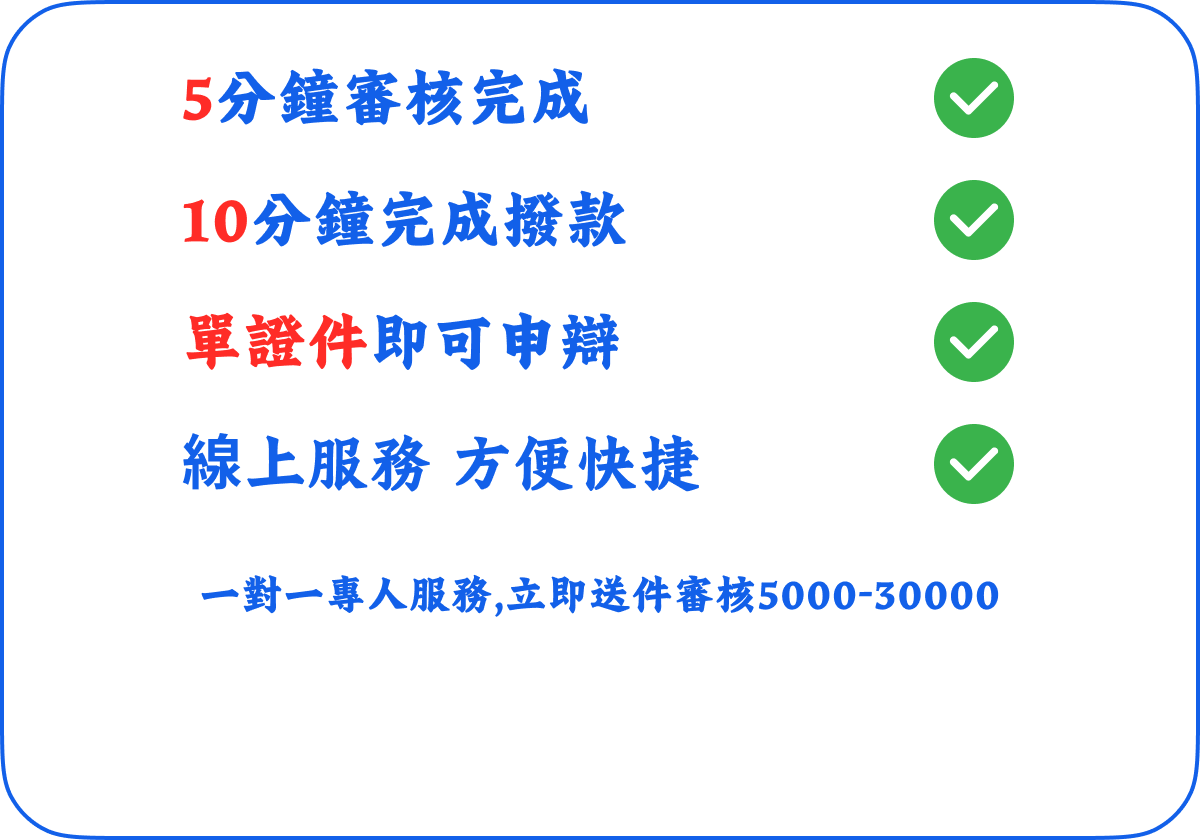 5分鐘審核完成
10分鐘完成撥款
單證件即可申辯
線上服務 方便快捷
一對一專人服務,立即送件審核5000-30000